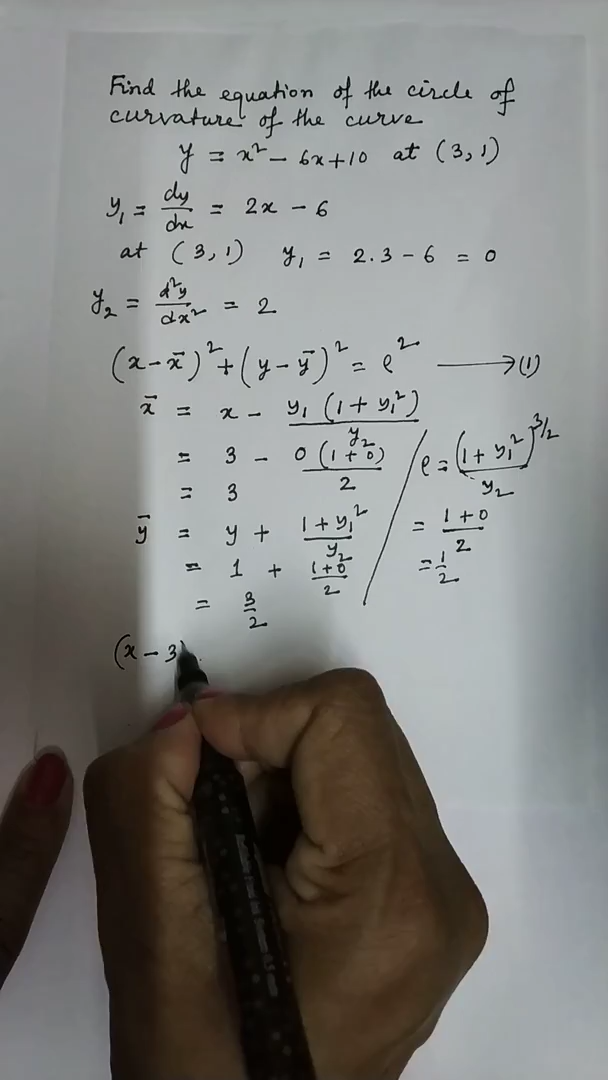 Find the equation of the circle of
curvature of the curve
y = x² - 6x+10 at (3,1)
y₁ = dy/dx = 2x - 6
at (3,1) y₁ = 2.3-6 = 0
y₂ = d²y/dx² = 2
(x-x̄)²+(y-ȳ)² = ρ² ⟶(1)
x̄ = x - y₁(1+y₁²)/y₂
= 3 - 0(1+0)/2
= 3
ȳ = y + (1+y₁²)/y₂
= 1 + (1+0)/2
= 3/2
ρ = (1+y₁²)^3/2/y₂
= (1+0)/2
= 1/2
(x-3)